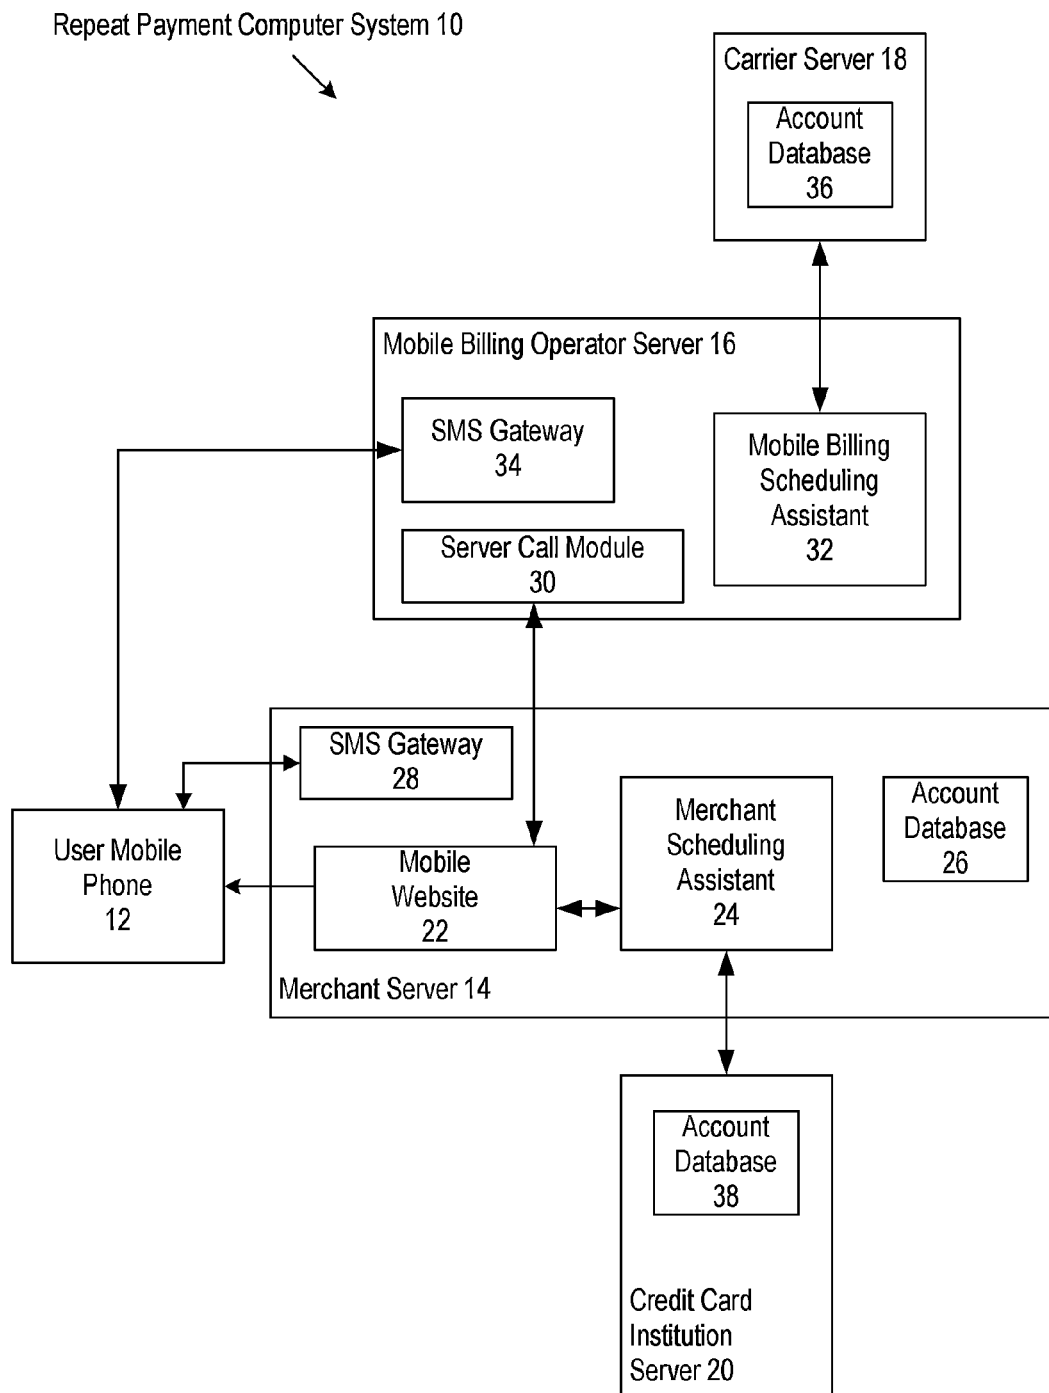 Repeat Payment Computer System 10
Carrier Server 18
Account
Database
36
Mobile Billing Operator Server 16
SMS Gateway
34
Mobile Billing
Scheduling
Assistant
32
Server Call Module
30
SMS Gateway
28
User Mobile
Phone
12
Mobile
Website
22
Merchant
Scheduling
Assistant
24
Account
Database
26
Merchant Server 14
Account
Database
38
Credit Card
Institution
Server 20